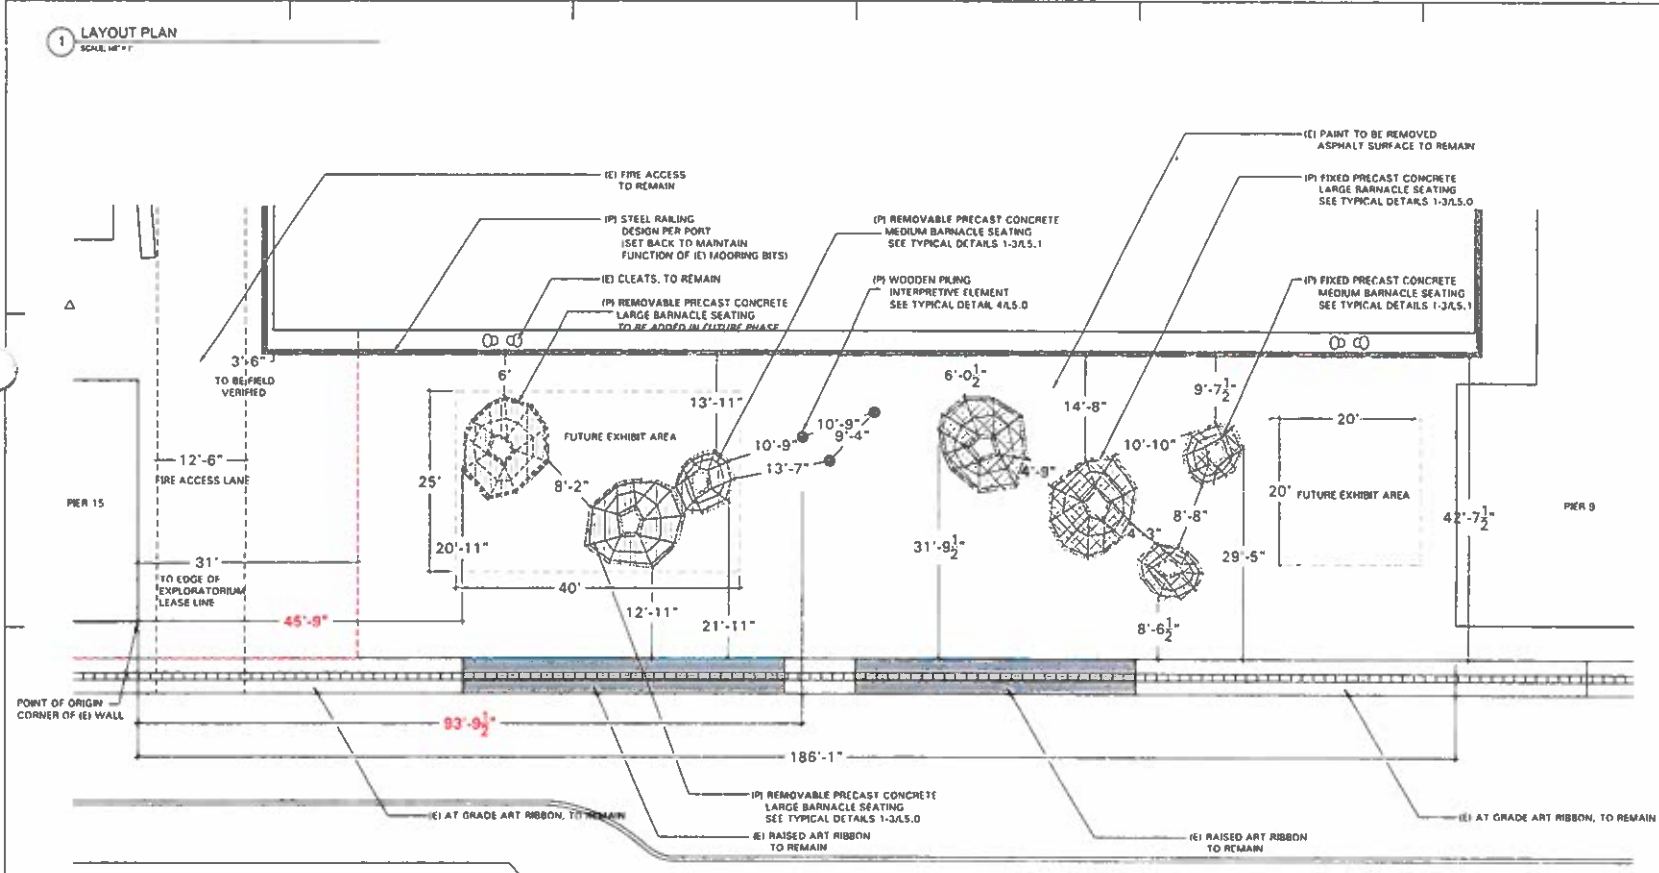 1 LAYOUT PLAN
(E) PAINT TO BE REMOVED
ASPHALT SURFACE TO REMAIN
(E) FIRE ACCESS
TO REMAIN
(P) FIXED PRECAST CONCRETE
LARGE BARNACLE SEATING
SEE TYPICAL DETAILS 1-3/L5.0
(P) STEEL RAILING
DESIGN PER PORT
(SET BACK TO MAINTAIN
FUNCTION OF (E) MOORING BITS)
(P) REMOVABLE PRECAST CONCRETE
MEDIUM BARNACLE SEATING
SEE TYPICAL DETAILS 1-3/L5.1
(E) CLEATS, TO REMAIN
(P) WOODEN PILING
INTERPRETIVE ELEMENT
SEE TYPICAL DETAIL 4/L5.0
(P) FIXED PRECAST CONCRETE
MEDIUM BARNACLE SEATING
SEE TYPICAL DETAILS 1-3/L5.1
(P) REMOVABLE PRECAST CONCRETE
LARGE BARNACLE SEATING
TO BE ADDED IN FUTURE PHASE
3'-6"
TO BE FIELD
VERIFIED
6'
13'-11"
6'-0½"
14'-8"
9'-7½"
20'
10'-9"
10'-9"
9'-4"
13'-7"
FUTURE EXHIBIT AREA
10'-10"
4'-9"
12'-6"
FIRE ACCESS LANE
25'
8'-2"
20'
FUTURE EXHIBIT AREA
PIER 15
PIER 9
42'-7½"
8'-8"
4'-3"
20'-11"
31'-9½"
29'-5"
31'
TO EDGE OF
EXPLORATORIUM
LEASE LINE
40'
45'-9"
12'-11"
21'-11"
8'-6½"
POINT OF ORIGIN
CORNER OF (E) WALL
93'-9½"
186'-1"
(P) REMOVABLE PRECAST CONCRETE
LARGE BARNACLE SEATING
SEE TYPICAL DETAILS 1-3/L5.0
(E) AT GRADE ART RIBBON, TO REMAIN
(E) RAISED ART RIBBON
TO REMAIN
(E) RAISED ART RIBBON
TO REMAIN
(E) AT GRADE ART RIBBON, TO REMAIN